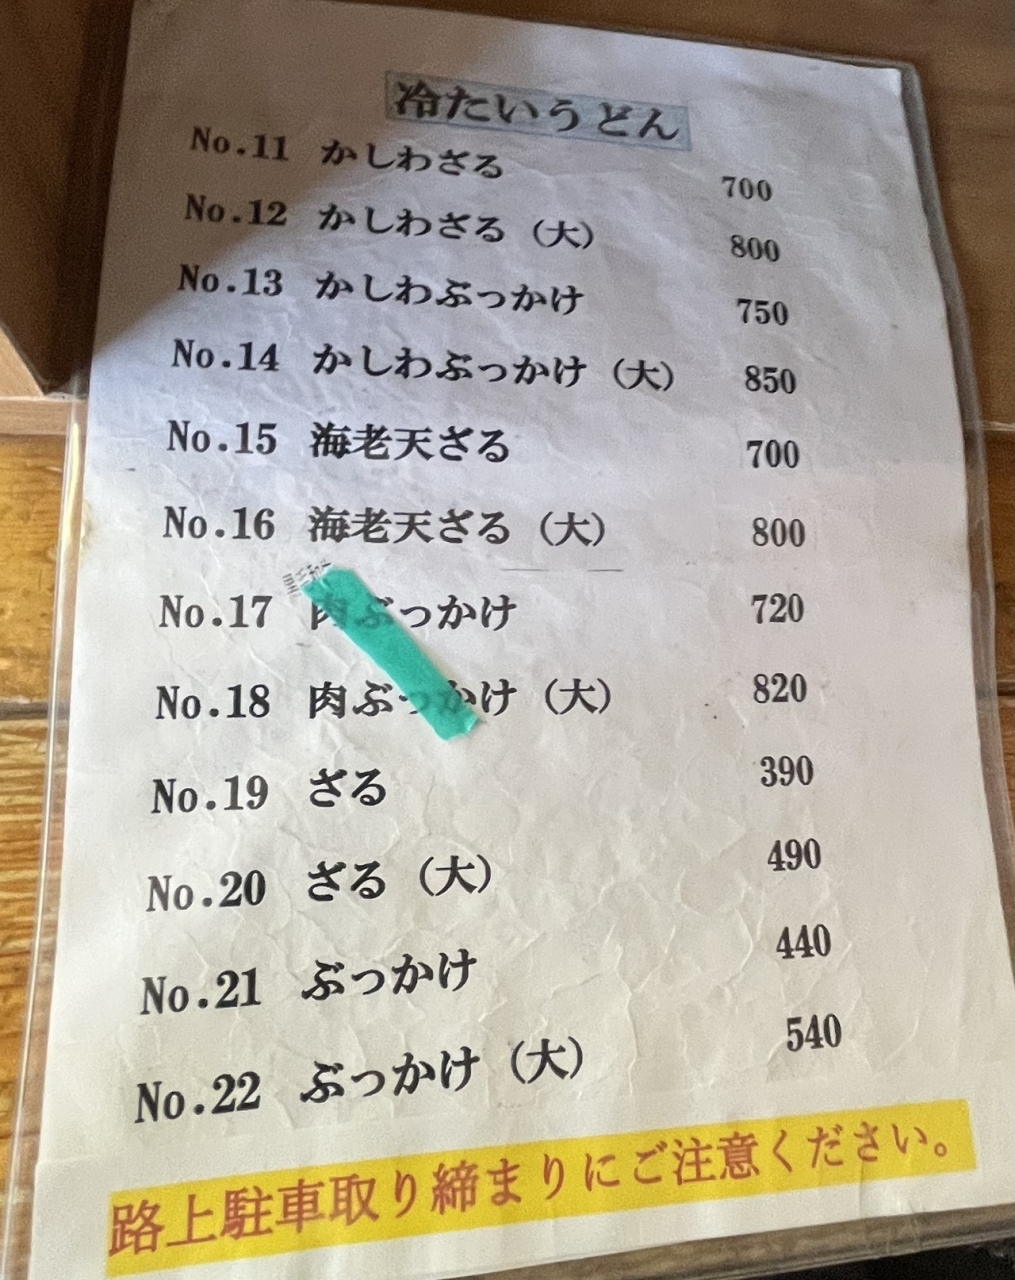 冷たいうどん
No.11 かしわざる 700
No.12 かしわざる（大） 800
No.13 かしわぶっかけ 750
No.14 かしわぶっかけ（大） 850
No.15 海老天ざる 700
No.16 海老天ざる（大） 800
No.17 肉ぶっかけ 720
No.18 肉ぶっかけ（大） 820
No.19 ざる 390
No.20 ざる（大） 490
No.21 ぶっかけ 440
No.22 ぶっかけ（大） 540
路上駐車取り締まりにご注意ください。